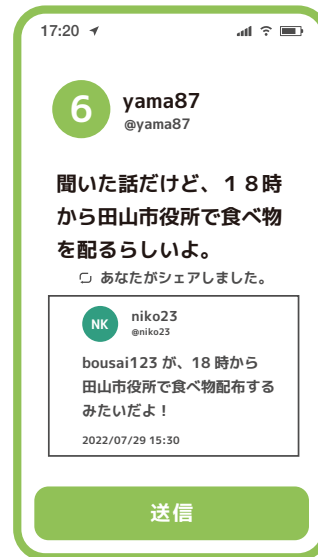 17:20
6
yama87
@yama87
聞いた話だけど、１８時
から田山市役所で食べ物
を配るらしいよ。
あなたがシェアしました。
NK
niko23
@niko23
bousai123 が、18 時から
田山市役所で食べ物配布する
みたいだよ！
2022/07/29 15:30
送信